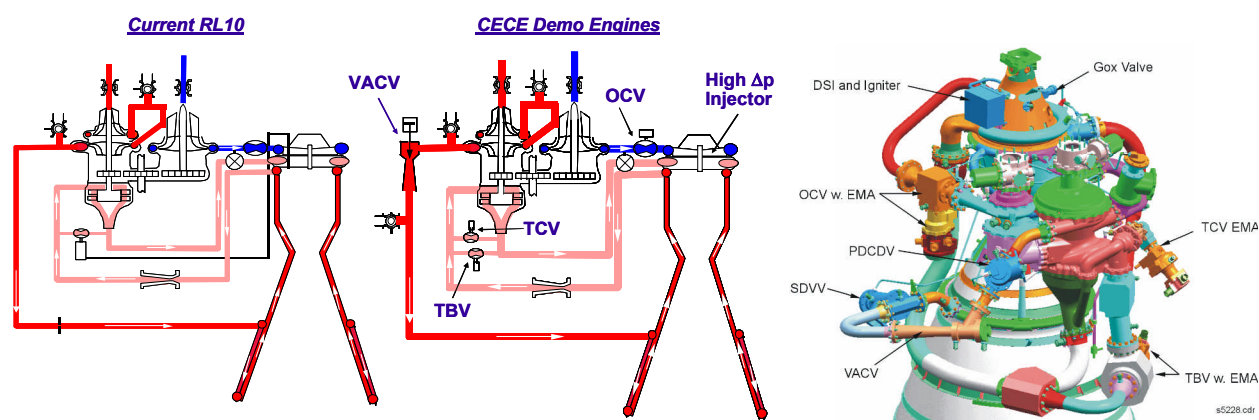 Current RL10
CECE Demo Engines
VACV
OCV
High Δp
Injector
TCV
TBV
DSI and Igniter
Gox Valve
OCV w. EMA
TCV EMA
PDCDV
SDVV
VACV
TBV w. EMA
s5228.cdr